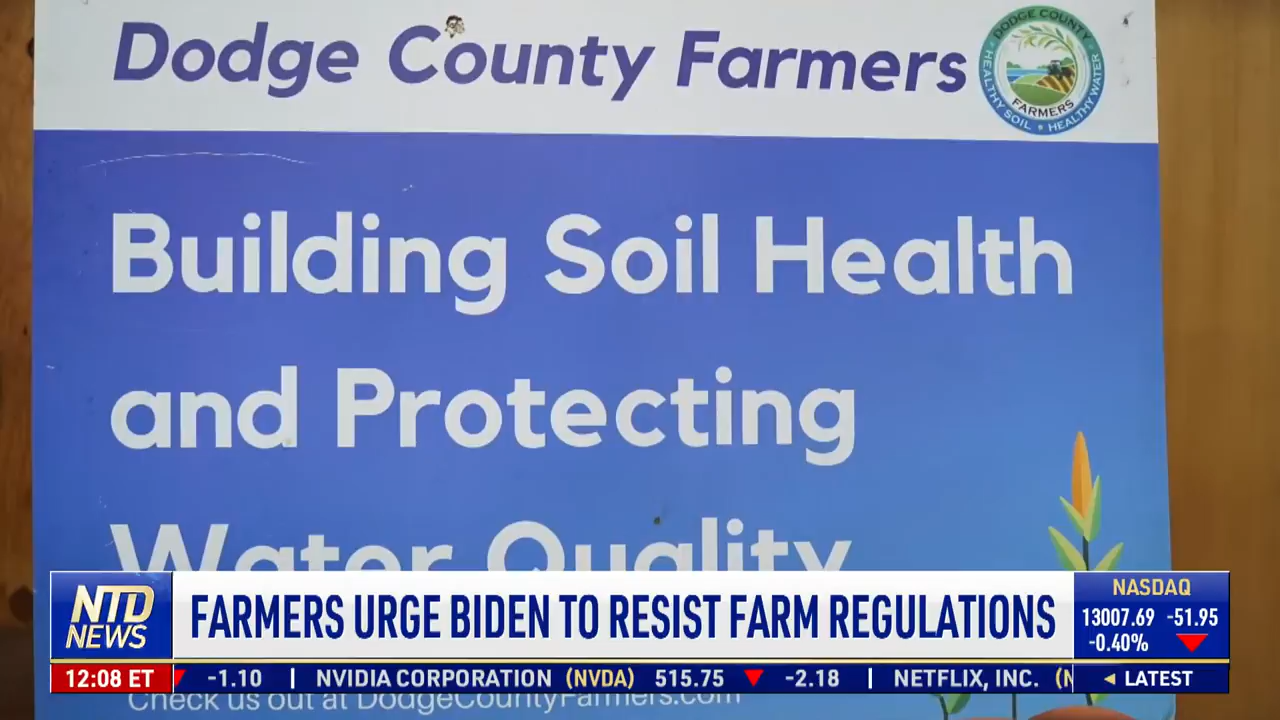 Dodge County Farmers
DODGE COUNTY
FARMERS
HEALTHY SOIL • HEALTHY WATER
Building Soil Health
and Protecting
Water Quality
NTD
NEWS
FARMERS URGE BIDEN TO RESIST FARM REGULATIONS
NASDAQ
13007.69 -51.95
-0.40%
12:08 ET
-1.10 | NVIDIA CORPORATION (NVDA) 515.75 -2.18 | NETFLIX, INC. (N
LATEST
Check us out at DodgeCountyFarmers.com